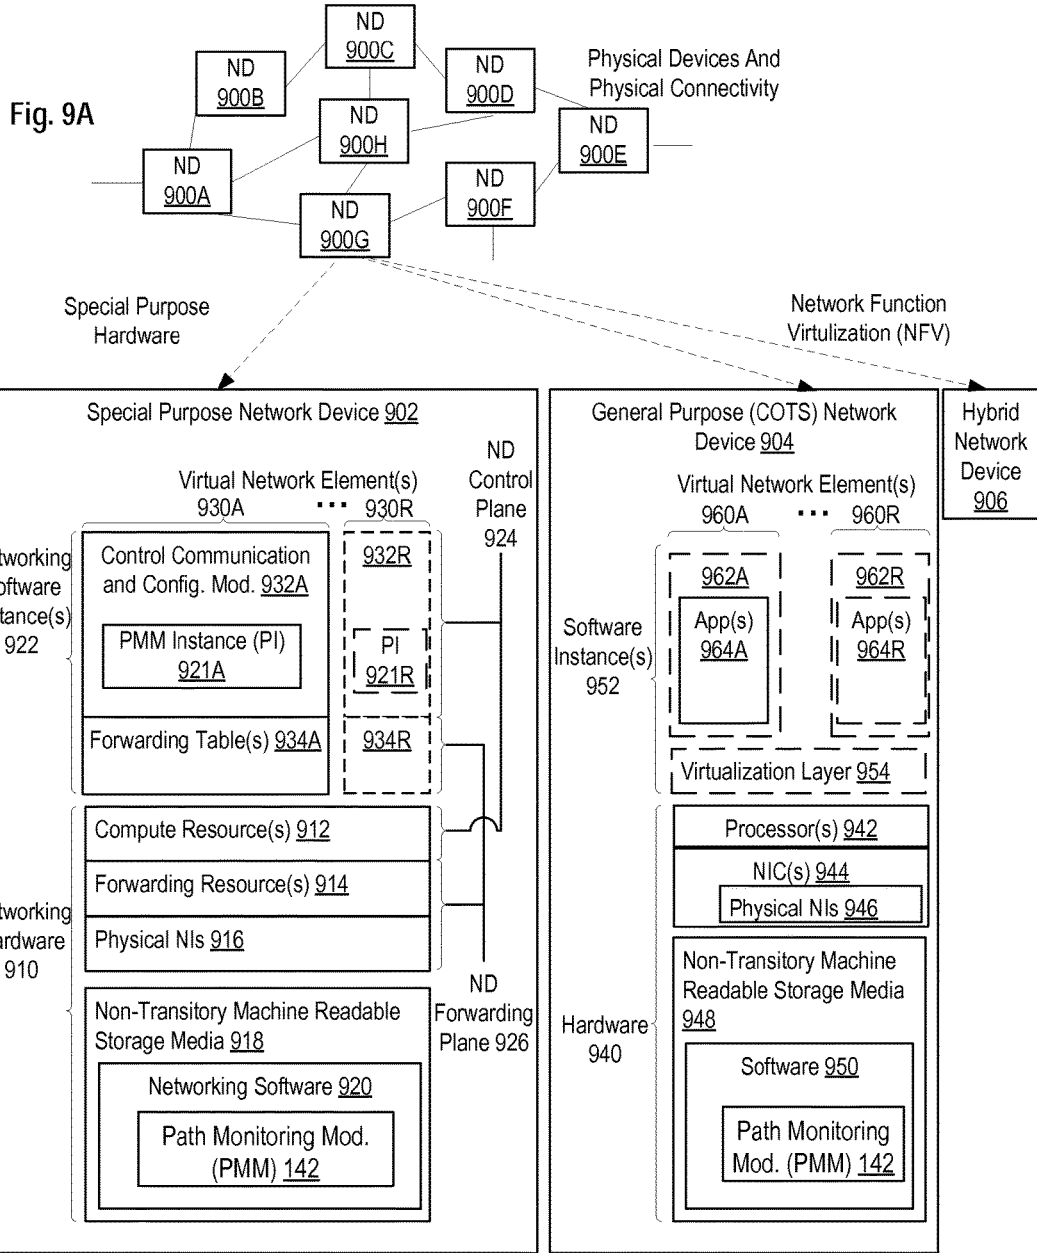 Fig. 9A
ND
900C
ND
900B
ND
900D
Physical Devices And
Physical Connectivity
ND
900H
ND
900E
ND
900A
ND
900F
ND
900G
Special Purpose
Hardware
Network Function
Virtulization (NFV)
Special Purpose Network Device 902
ND
Control
Plane
924
Virtual Network Element(s)
930A
...
930R
Control Communication
and Config. Mod. 932A
932R
PMM Instance (PI)
921A
PI
921R
tworking
oftware
stance(s)
922
Forwarding Table(s) 934A
934R
Compute Resource(s) 912
Forwarding Resource(s) 914
Physical NIs 916
tworking
ardware
910
ND
Forwarding
Plane 926
Non-Transitory Machine Readable
Storage Media 918
Networking Software 920
Path Monitoring Mod.
(PMM) 142
General Purpose (COTS) Network
Device 904
Virtual Network Element(s)
960A
...
960R
962A
962R
App(s)
964A
App(s)
964R
Software
Instance(s)
952
Virtualization Layer 954
Processor(s) 942
NIC(s) 944
Physical NIs 946
Hardware
940
Non-Transitory Machine
Readable Storage Media
948
Software 950
Path Monitoring
Mod. (PMM) 142
Hybrid
Network
Device
906